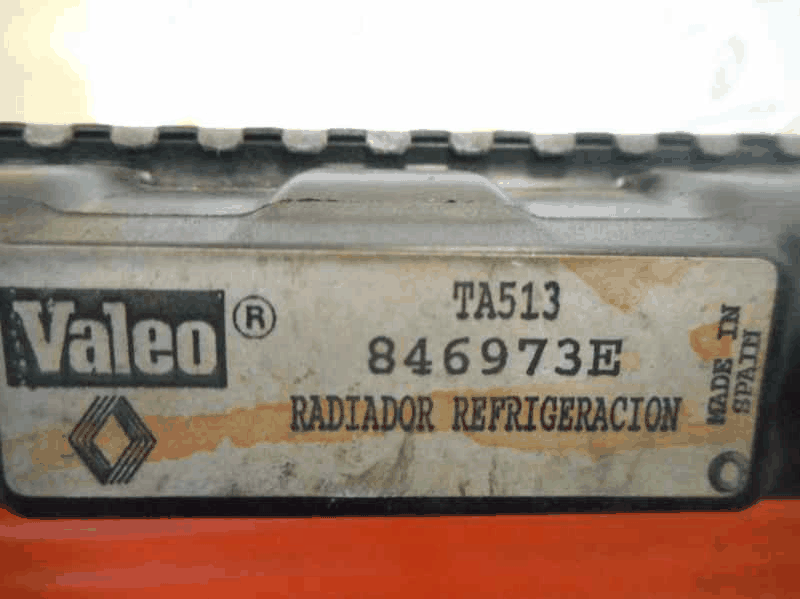 Valeo ®
TA513
846973E
RADIADOR REFRIGERACION
MADE IN
SPAIN